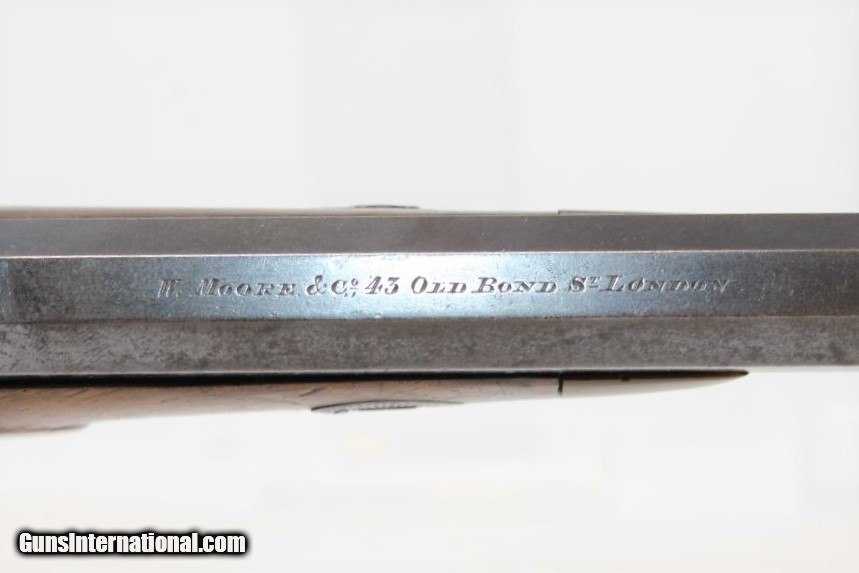 W. Moore & Co. 43 Old Bond St. London
GunsInternational.com